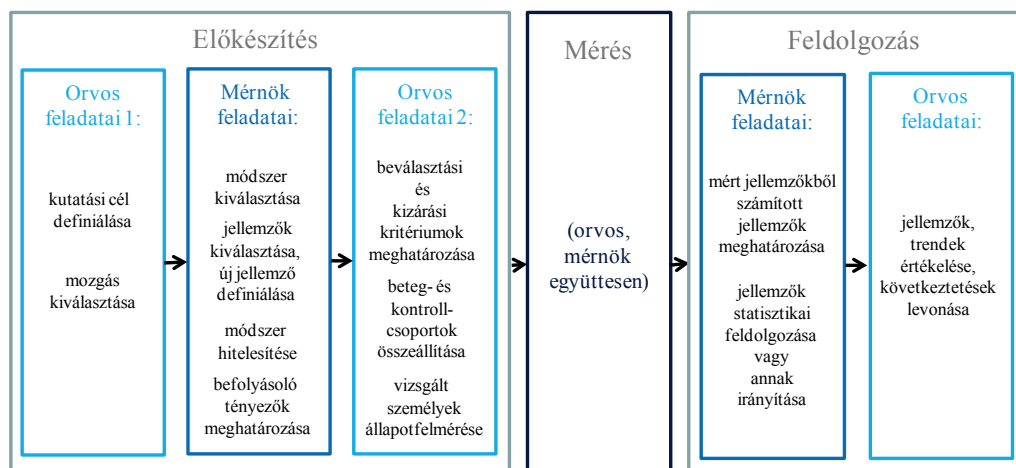 Előkészítés
Orvos
feladatai 1:
kutatási cél
definiálása
mozgás
kiválasztása
Mérnök
feladatai:
módszer
kiválasztása
jellemzők
kiválasztása,
új jellemző
definiálása
módszer
hitelesítése
befolyásoló
tényezők
meghatározása
Orvos
feladatai 2:
beválasztási
és
kizárási
kritériumok
meghatározása
beteg- és
kontroll-
csoportok
összeállítása
vizsgált
személyek
állapotfelmérése
Mérés
(orvos,
mérnök
együttesen)
Feldolgozás
Mérnök
feladatai:
mért jellemzőkből
számított
jellemzők
meghatározása
jellemzők
statisztikai
feldolgozása
vagy
annak
irányítása
Orvos
feladatai:
jellemzők,
trendek
értékelése,
következtetések
levonása